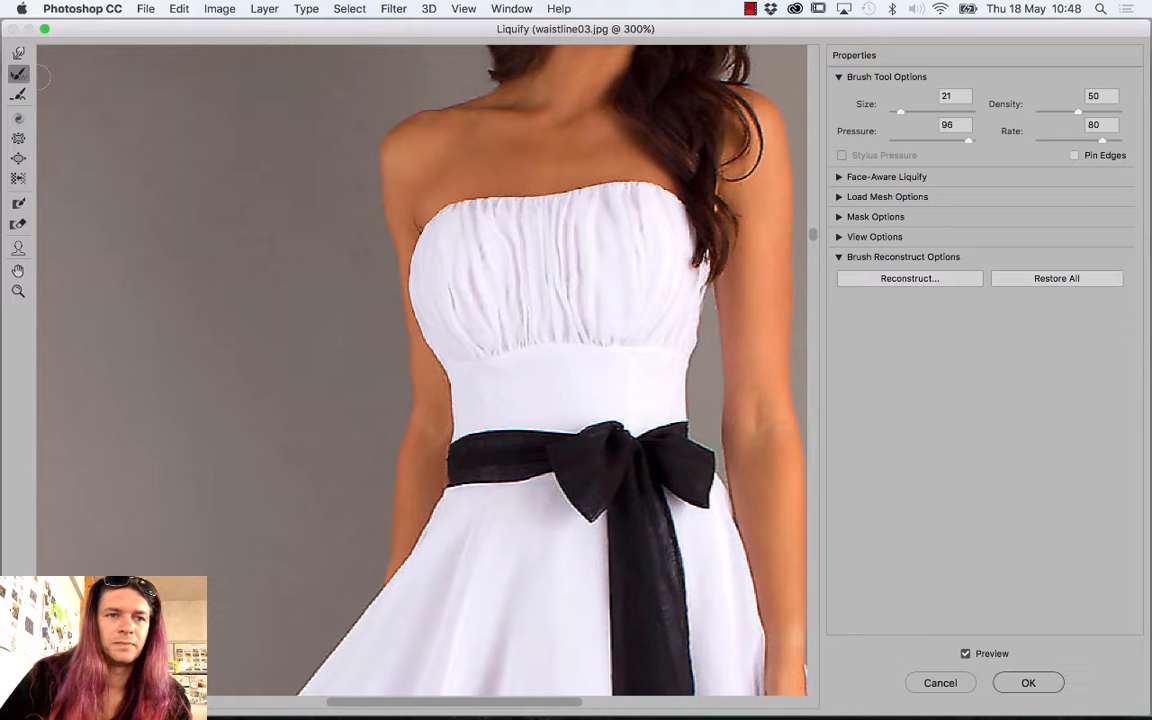 Photoshop CC File Edit Image Layer Type Select Filter 3D View Window Help Thu 18 May 10:48
Liquify (waistline03.jpg @ 300%)
Properties
Brush Tool Options
Size: 21 Density: 50
Pressure: 96 Rate: 80
Stylus Pressure Pin Edges
Face-Aware Liquify
Load Mesh Options
Mask Options
View Options
Brush Reconstruct Options
Reconstruct... Restore All
Preview
Cancel OK